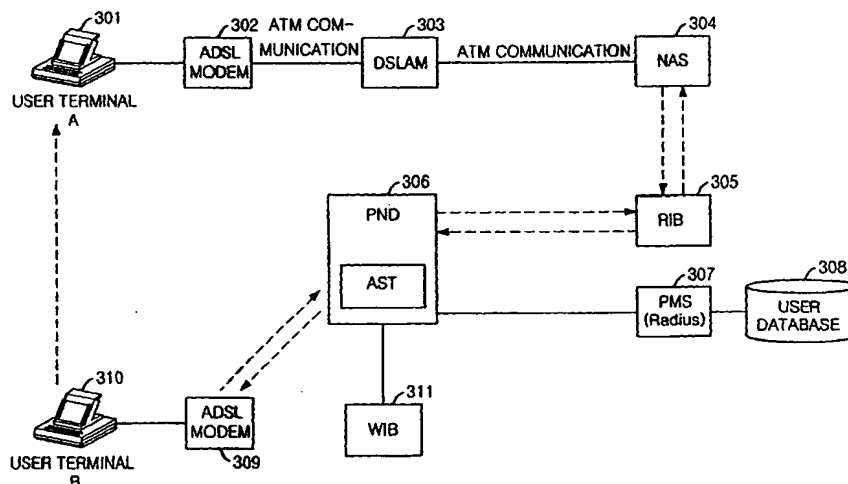 301
302
ATM COM-
MUNICATION
303
304
ADSL
MODEM
DSLAM
ATM COMMUNICATION
NAS
USER TERMINAL
A
306
305
PND
RIB
AST
307
308
PMS
(Radius)
USER
DATABASE
310
311
ADSL
MODEM
WIB
309
USER TERMINAL
B